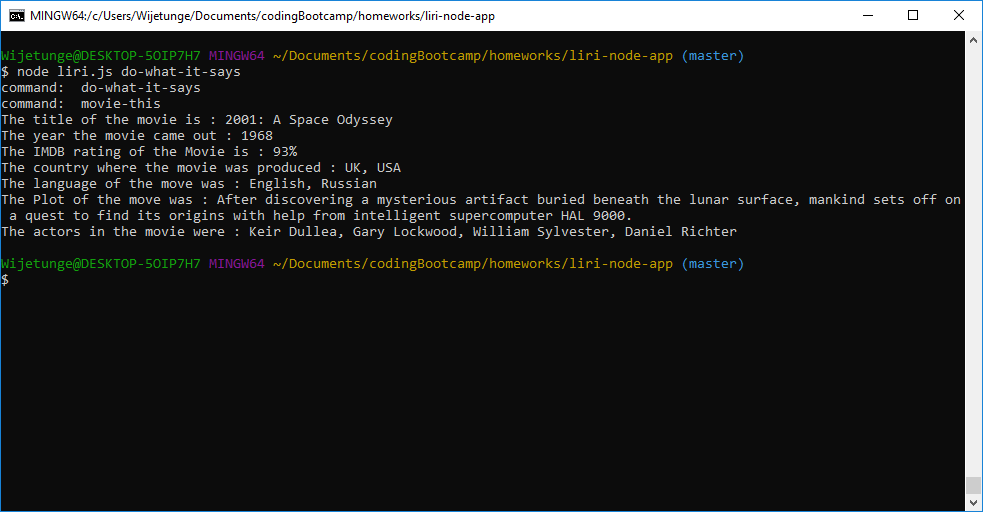 MINGW64:/c/Users/Wijetunge/Documents/codingBootcamp/homeworks/liri-node-app
Wijetunge@DESKTOP-5OIP7H7 MINGW64 ~/Documents/codingBootcamp/homeworks/liri-node-app (master)
$ node liri.js do-what-it-says
command:  do-what-it-says
command:  movie-this
The title of the movie is : 2001: A Space Odyssey
The year the movie came out : 1968
The IMDB rating of the Movie is : 93%
The country where the movie was produced : UK, USA
The language of the move was : English, Russian
The Plot of the move was : After discovering a mysterious artifact buried beneath the lunar surface, mankind sets off on
 a quest to find its origins with help from intelligent supercomputer HAL 9000.
The actors in the movie were : Keir Dullea, Gary Lockwood, William Sylvester, Daniel Richter
Wijetunge@DESKTOP-5OIP7H7 MINGW64 ~/Documents/codingBootcamp/homeworks/liri-node-app (master)
$